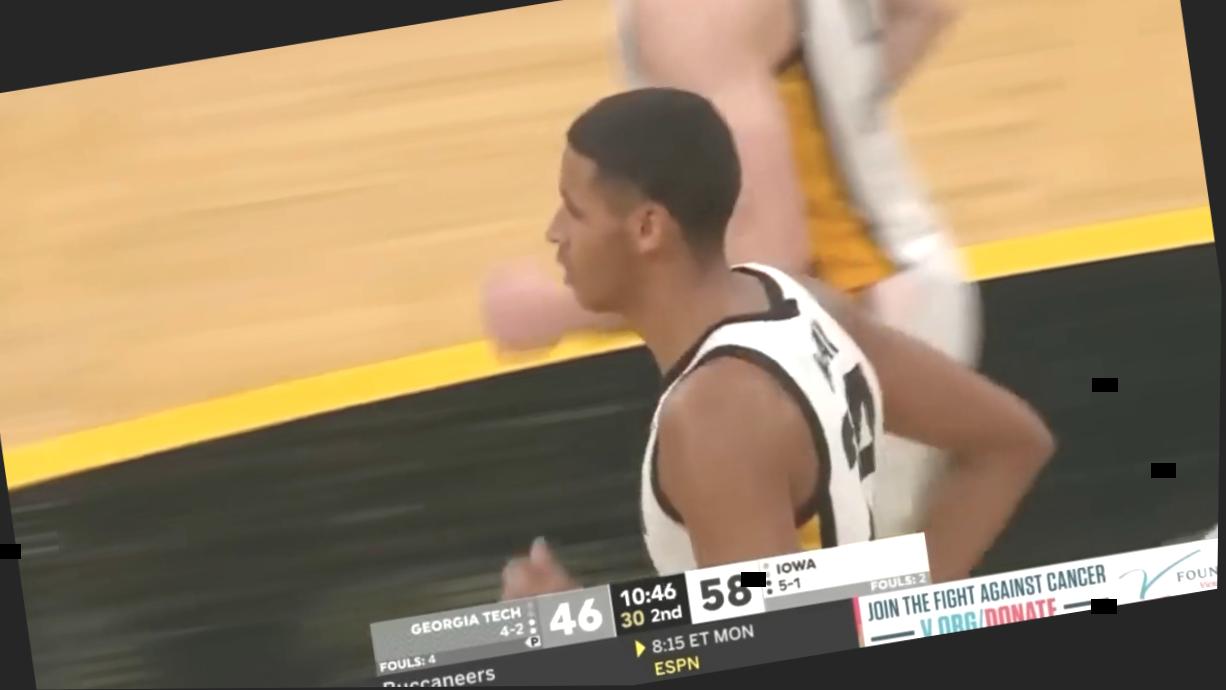 GEORGIA TECH
4-2
46
FOULS: 4
10:46
30 2nd
58
IOWA
5-1
FOULS: 2
Buccaneers
8:15 ET MON
ESPN
JOIN THE FIGHT AGAINST CANCER
V.ORG/DONATE
V